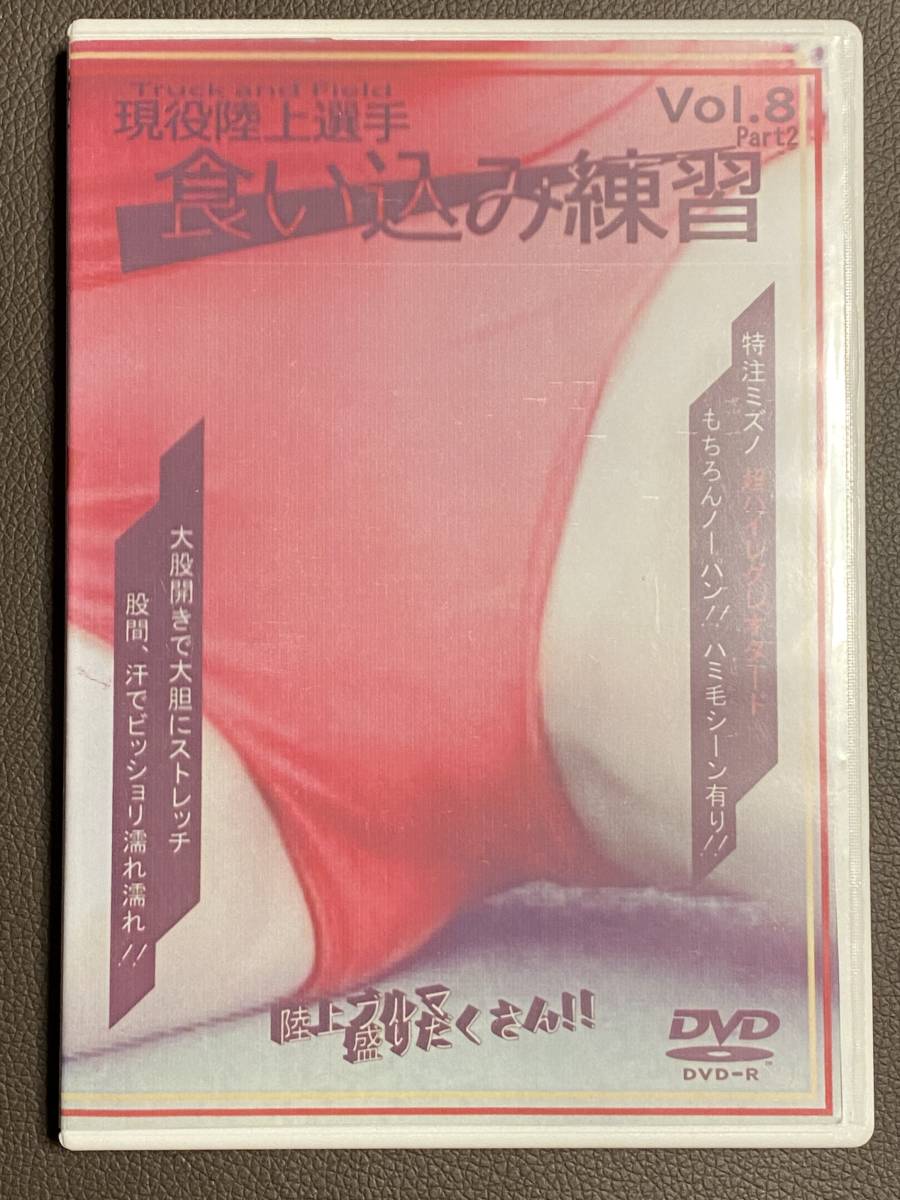 Truck and Field
現役陸上選手
Vol.8
Part2
食い込み練習
特注ミズノ 超ハイレグレオタード
もちろんノーパン!! ハミ毛シーン有り!!
大股開きで大胆にストレッチ
股間、汗でビッショリ濡れ濡れ!!
陸上ブルマ
盛りだくさん!!
DVD
DVD-R